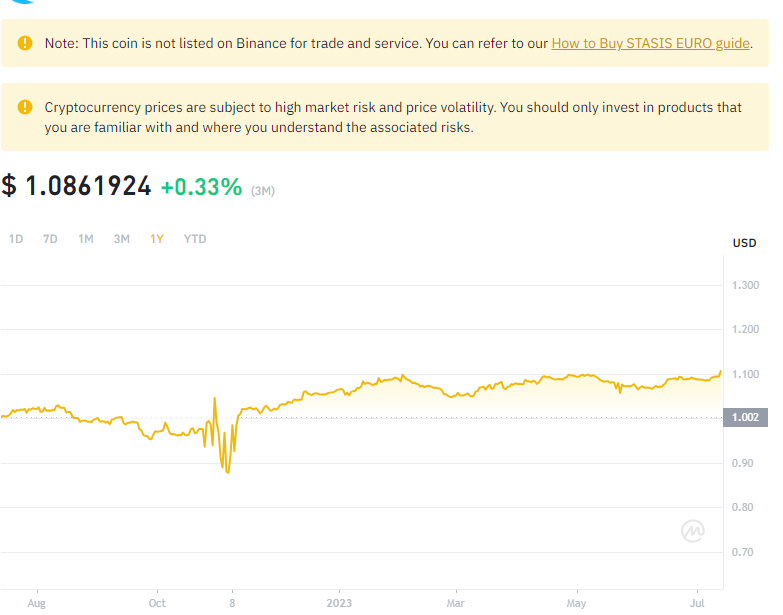 Note: This coin is not listed on Binance for trade and service. You can refer to our How to Buy STASIS EURO guide.
Cryptocurrency prices are subject to high market risk and price volatility. You should only invest in products that
you are familiar with and where you understand the associated risks.
$ 1.0861924 +0.33% (3M)
1D 7D 1M 3M 1Y YTD
USD
1.300
1.200
1.100
1.002
0.90
0.80
0.70
Aug Oct 8 2023 Mar May Jul